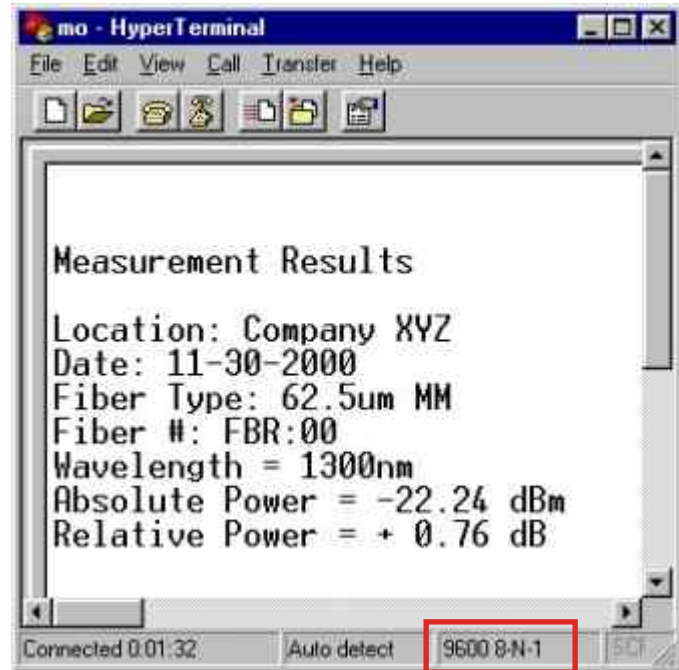 mo - HyperTerminal
File Edit View Call Transfer Help
Measurement Results
Location: Company XYZ
Date: 11-30-2000
Fiber Type: 62.5um MM
Fiber #: FBR:00
Wavelength = 1300nm
Absolute Power = -22.24 dBm
Relative Power = + 0.76 dB
Connected 0:01:32 Auto detect 9600 8-N-1